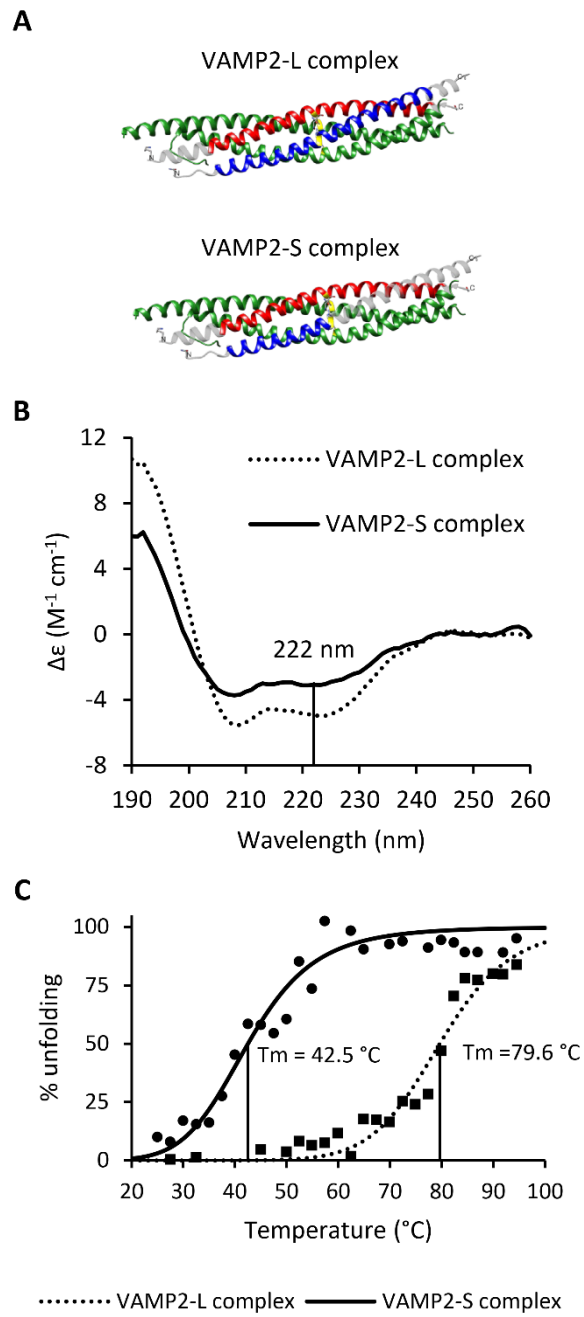 A
VAMP2-L complex
VAMP2-S complex
B
12
8
4
0
-4
-8
Δε (M⁻¹ cm⁻¹)
VAMP2-L complex
VAMP2-S complex
222 nm
190 200 210 220 230 240 250 260
Wavelength (nm)
C
100
75
50
25
0
% unfolding
Tm = 42.5 °C
Tm =79.6 °C
20 30 40 50 60 70 80 90 100
Temperature (°C)
VAMP2-L complex VAMP2-S complex